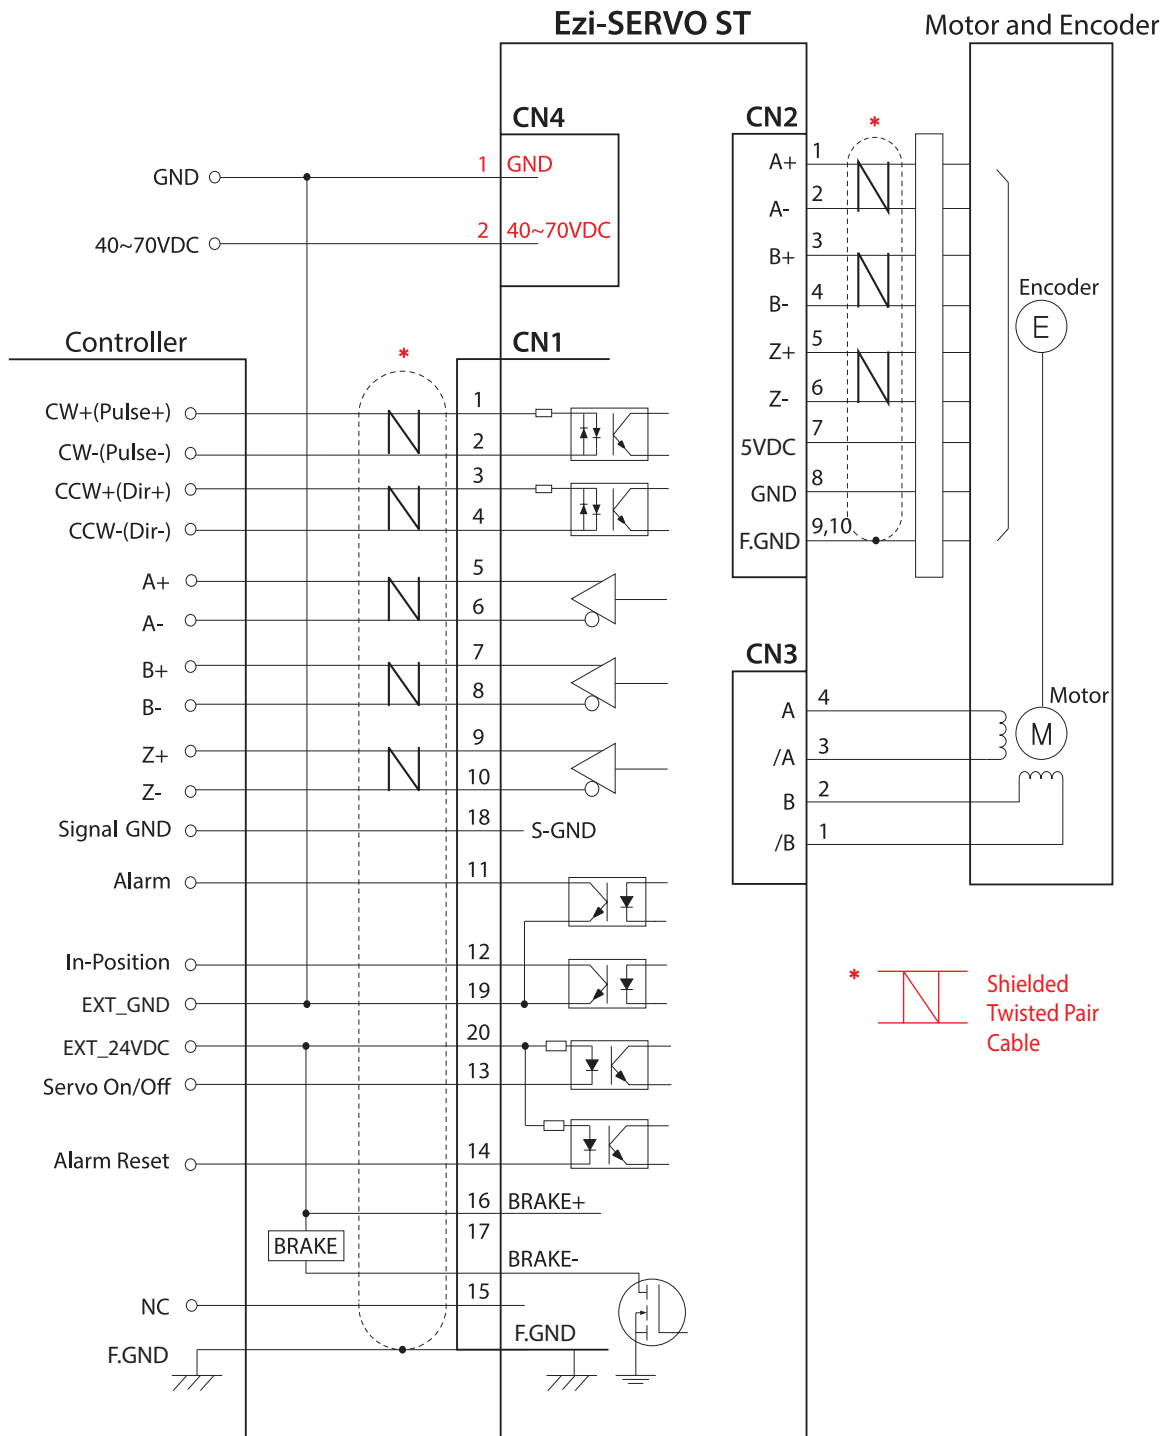 Ezi-SERVO ST
Motor and Encoder
CN4
GND
1
GND
40~70VDC
2
40~70VDC
CN2
*
A+
1
A-
2
B+
3
B-
4
Z+
5
Z-
6
5VDC
7
GND
8
F.GND
9,10
Encoder
E
Controller
*
CN1
CW+(Pulse+)
1
CW-(Pulse-)
2
CCW+(Dir+)
3
CCW-(Dir-)
4
A+
5
A-
6
B+
7
B-
8
Z+
9
Z-
10
Signal GND
18
S-GND
Alarm
11
In-Position
12
EXT_GND
19
EXT_24VDC
20
Servo On/Off
13
Alarm Reset
14
16
BRAKE+
17
BRAKE
BRAKE-
NC
15
F.GND
F.GND
CN3
A
4
/A
3
B
2
/B
1
Motor
M
*
Shielded
Twisted Pair
Cable